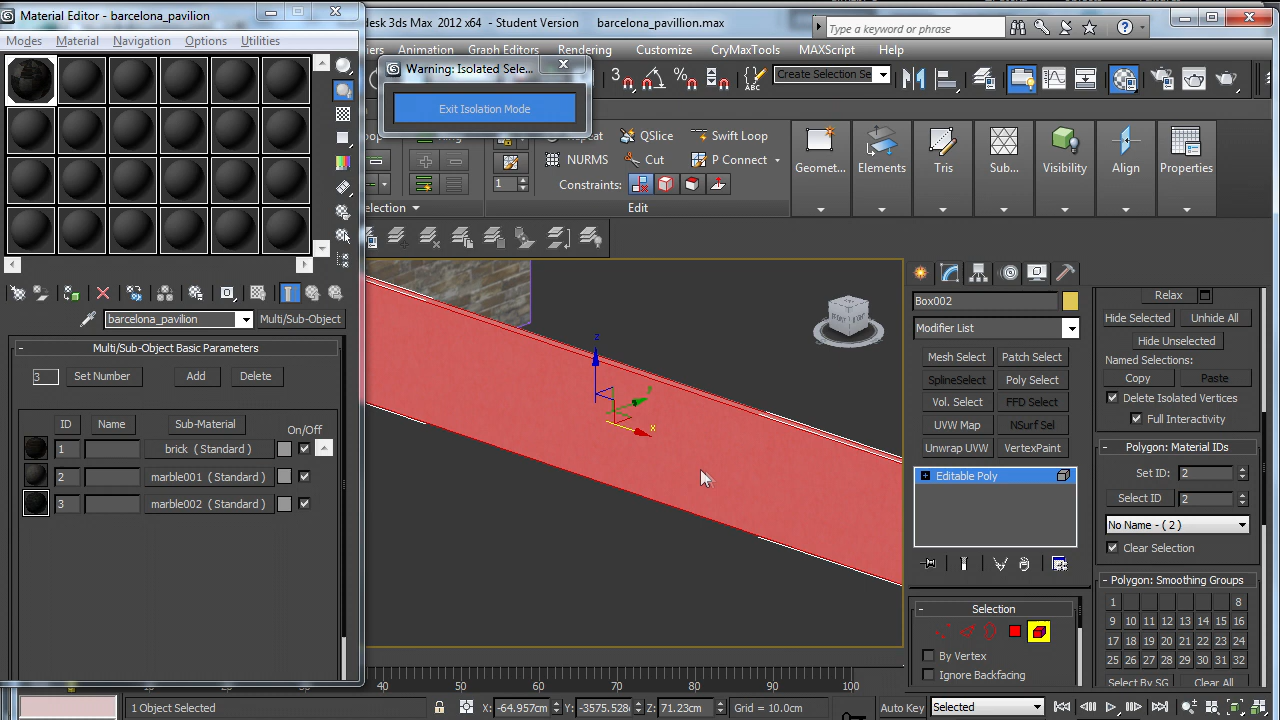 Material Editor - barcelona_pavilion
desk 3ds Max 2012 x64 - Student Version
barcelona_pavillion.max
Type a keyword or phrase
Modes Material Navigation Options Utilities
Animation Graph Editors Rendering Customize CryMaxTools MAXScript Help
Warning: Isolated Sele...
Exit Isolation Mode
3
ABC
Create Selection Se
Repeat QSlice Swift Loop
NURMS Cut P Connect
1
Constraints:
Edit
Geomet... Elements Tris Sub... Visibility Align Properties
barcelona_pavilion Multi/Sub-Object
Multi/Sub-Object Basic Parameters
3 Set Number Add Delete
ID Name Sub-Material On/Off
1 brick ( Standard )
2 marble001 ( Standard )
3 marble002 ( Standard )
z
y
x
Box002
Modifier List
Mesh Select Patch Select
SplineSelect Poly Select
Vol. Select FFD Select
UVW Map NSurf Sel
Unwrap UVW VertexPaint
Editable Poly
Selection
By Vertex
Ignore Backfacing
Relax
Hide Selected Unhide All
Hide Unselected
Named Selections:
Copy Paste
Delete Isolated Vertices
Full Interactivity
Polygon: Material IDs
Set ID: 2
Select ID 2
No Name - ( 2 )
Clear Selection
Polygon: Smoothing Groups
1 8
9 10 11 12 13 14 15 16
17 18 19 20 21 22 23 24
25 26 27 28 29 30 31 32
Select By SG Clear All
40 50 60 70 80 90 100
1 Object Selected
X: -64.957cm Y: -3575.528 Z: 71.23cm Grid = 10.0cm
Auto Key Selected